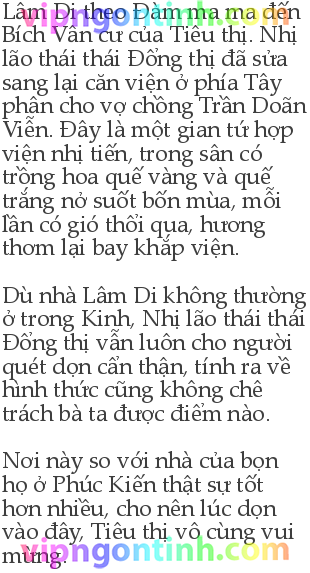 Lâm Di theo Đàm ma ma đến
vipngontinh.com
Bích Vân cư của Tiêu thị. Nhị
lão thái thái Đổng thị đã sửa
sang lại căn viện ở phía Tây
phân cho vợ chồng Trần Doãn
Viễn. Đây là một gian tứ hợp
viện nhị tiến, trong sân có
trồng hoa quế vàng và quế
trắng nở suốt bốn mùa, mỗi
lần có gió thổi qua, hương
thơm lại bay khắp viện.
Dù nhà Lâm Di không thường
ở trong Kinh, Nhị lão thái thái
Đổng thị vẫn luôn cho người
quét dọn cẩn thận, tính ra về
hình thức cũng không chê
trách bà ta được điểm nào.
Nơi này so với nhà của bọn
họ ở Phúc Kiến thật sự tốt
hơn nhiều, cho nên lúc dọn
vào đây, Tiêu thị vô cùng vui
mừng.
vipngontinh.com